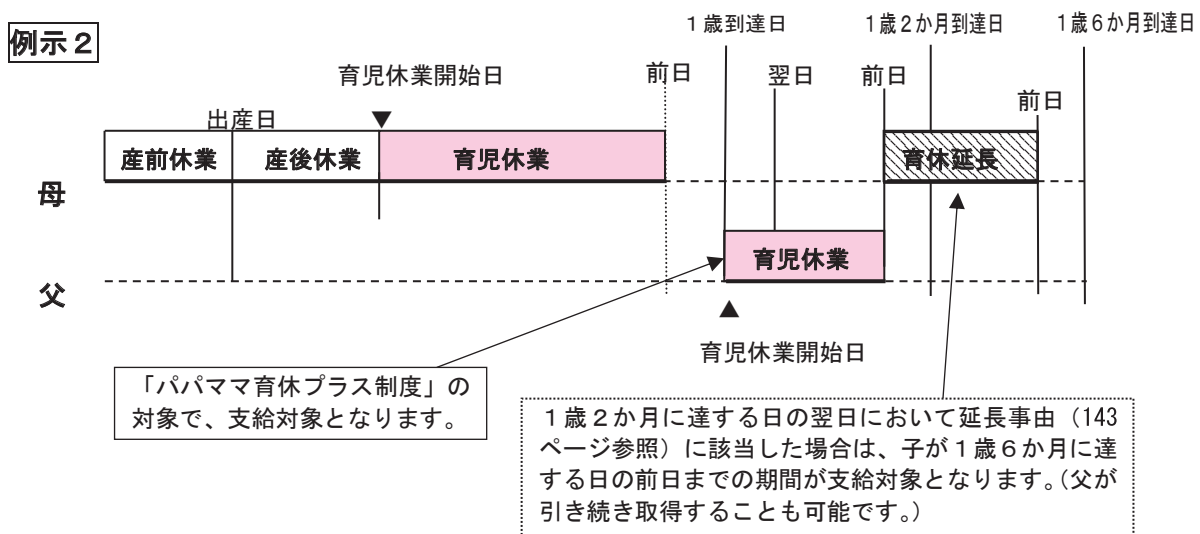 例示２
１歳到達日
１歳２か月到達日
１歳６か月到達日
育児休業開始日
前日
翌日
前日
前日
出産日
産前休業
産後休業
育児休業
育休延長
母
育児休業
父
育児休業開始日
「パパママ育休プラス制度」の
対象で、支給対象となります。
１歳２か月に達する日の翌日において延長事由（143
ページ参照）に該当した場合は、子が１歳６か月に達
する日の前日までの期間が支給対象となります。（父が
引き続き取得することも可能です。）